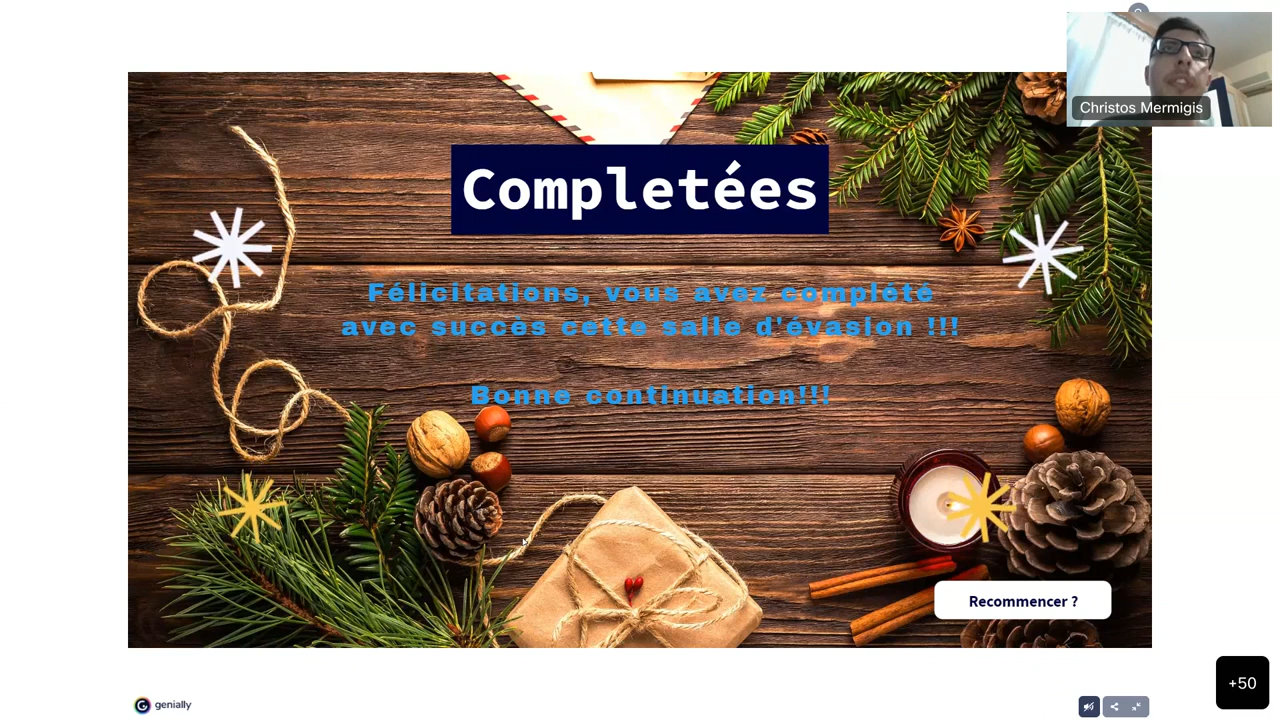 Christos Mermigis
Completées
Félicitations, vous avez complété
avec succès cette salle d'évasion !!!
Bonne continuation!!!
Recommencer ?
+50
genially